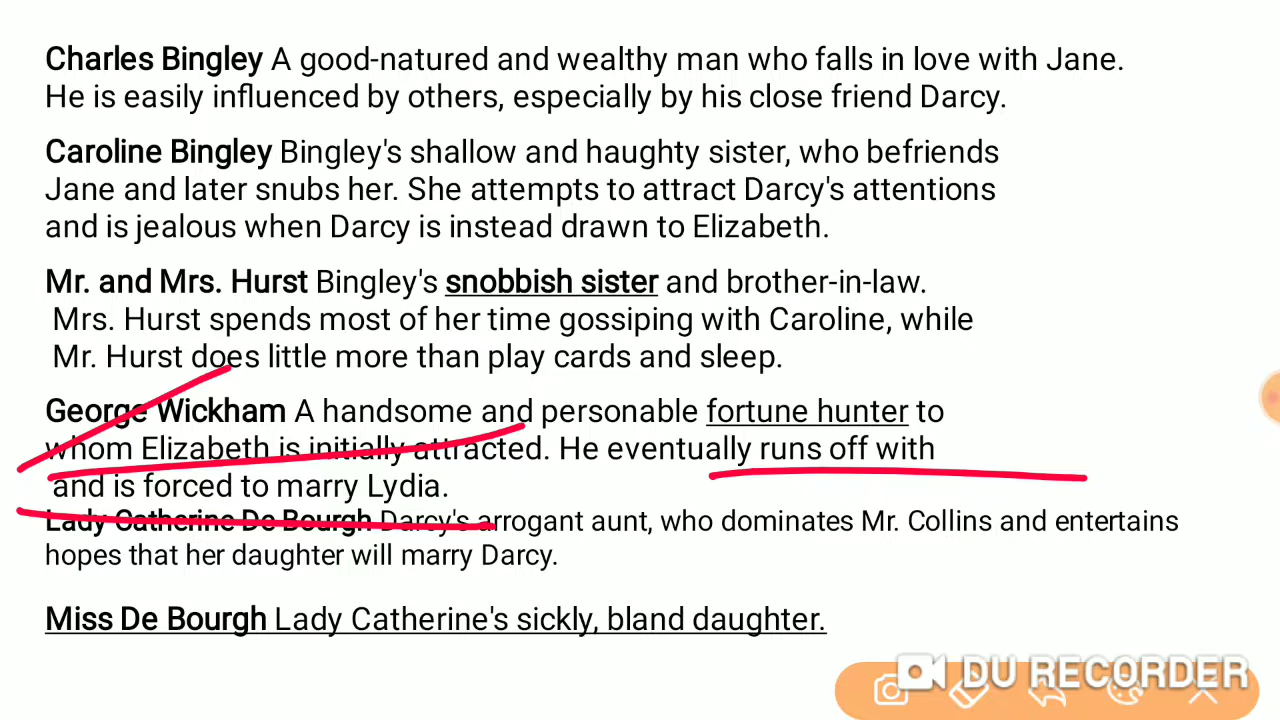 Charles Bingley A good-natured and wealthy man who falls in love with Jane.
He is easily influenced by others, especially by his close friend Darcy.
Caroline Bingley Bingley's shallow and haughty sister, who befriends
Jane and later snubs her. She attempts to attract Darcy's attentions
and is jealous when Darcy is instead drawn to Elizabeth.
Mr. and Mrs. Hurst Bingley's snobbish sister and brother-in-law.
Mrs. Hurst spends most of her time gossiping with Caroline, while
Mr. Hurst does little more than play cards and sleep.
George Wickham A handsome and personable fortune hunter to
whom Elizabeth is initially attracted. He eventually runs off with
and is forced to marry Lydia.
Lady Catherine De Bourgh Darcy's arrogant aunt, who dominates Mr. Collins and entertains
hopes that her daughter will marry Darcy.
Miss De Bourgh Lady Catherine's sickly, bland daughter.
DU RECORDER